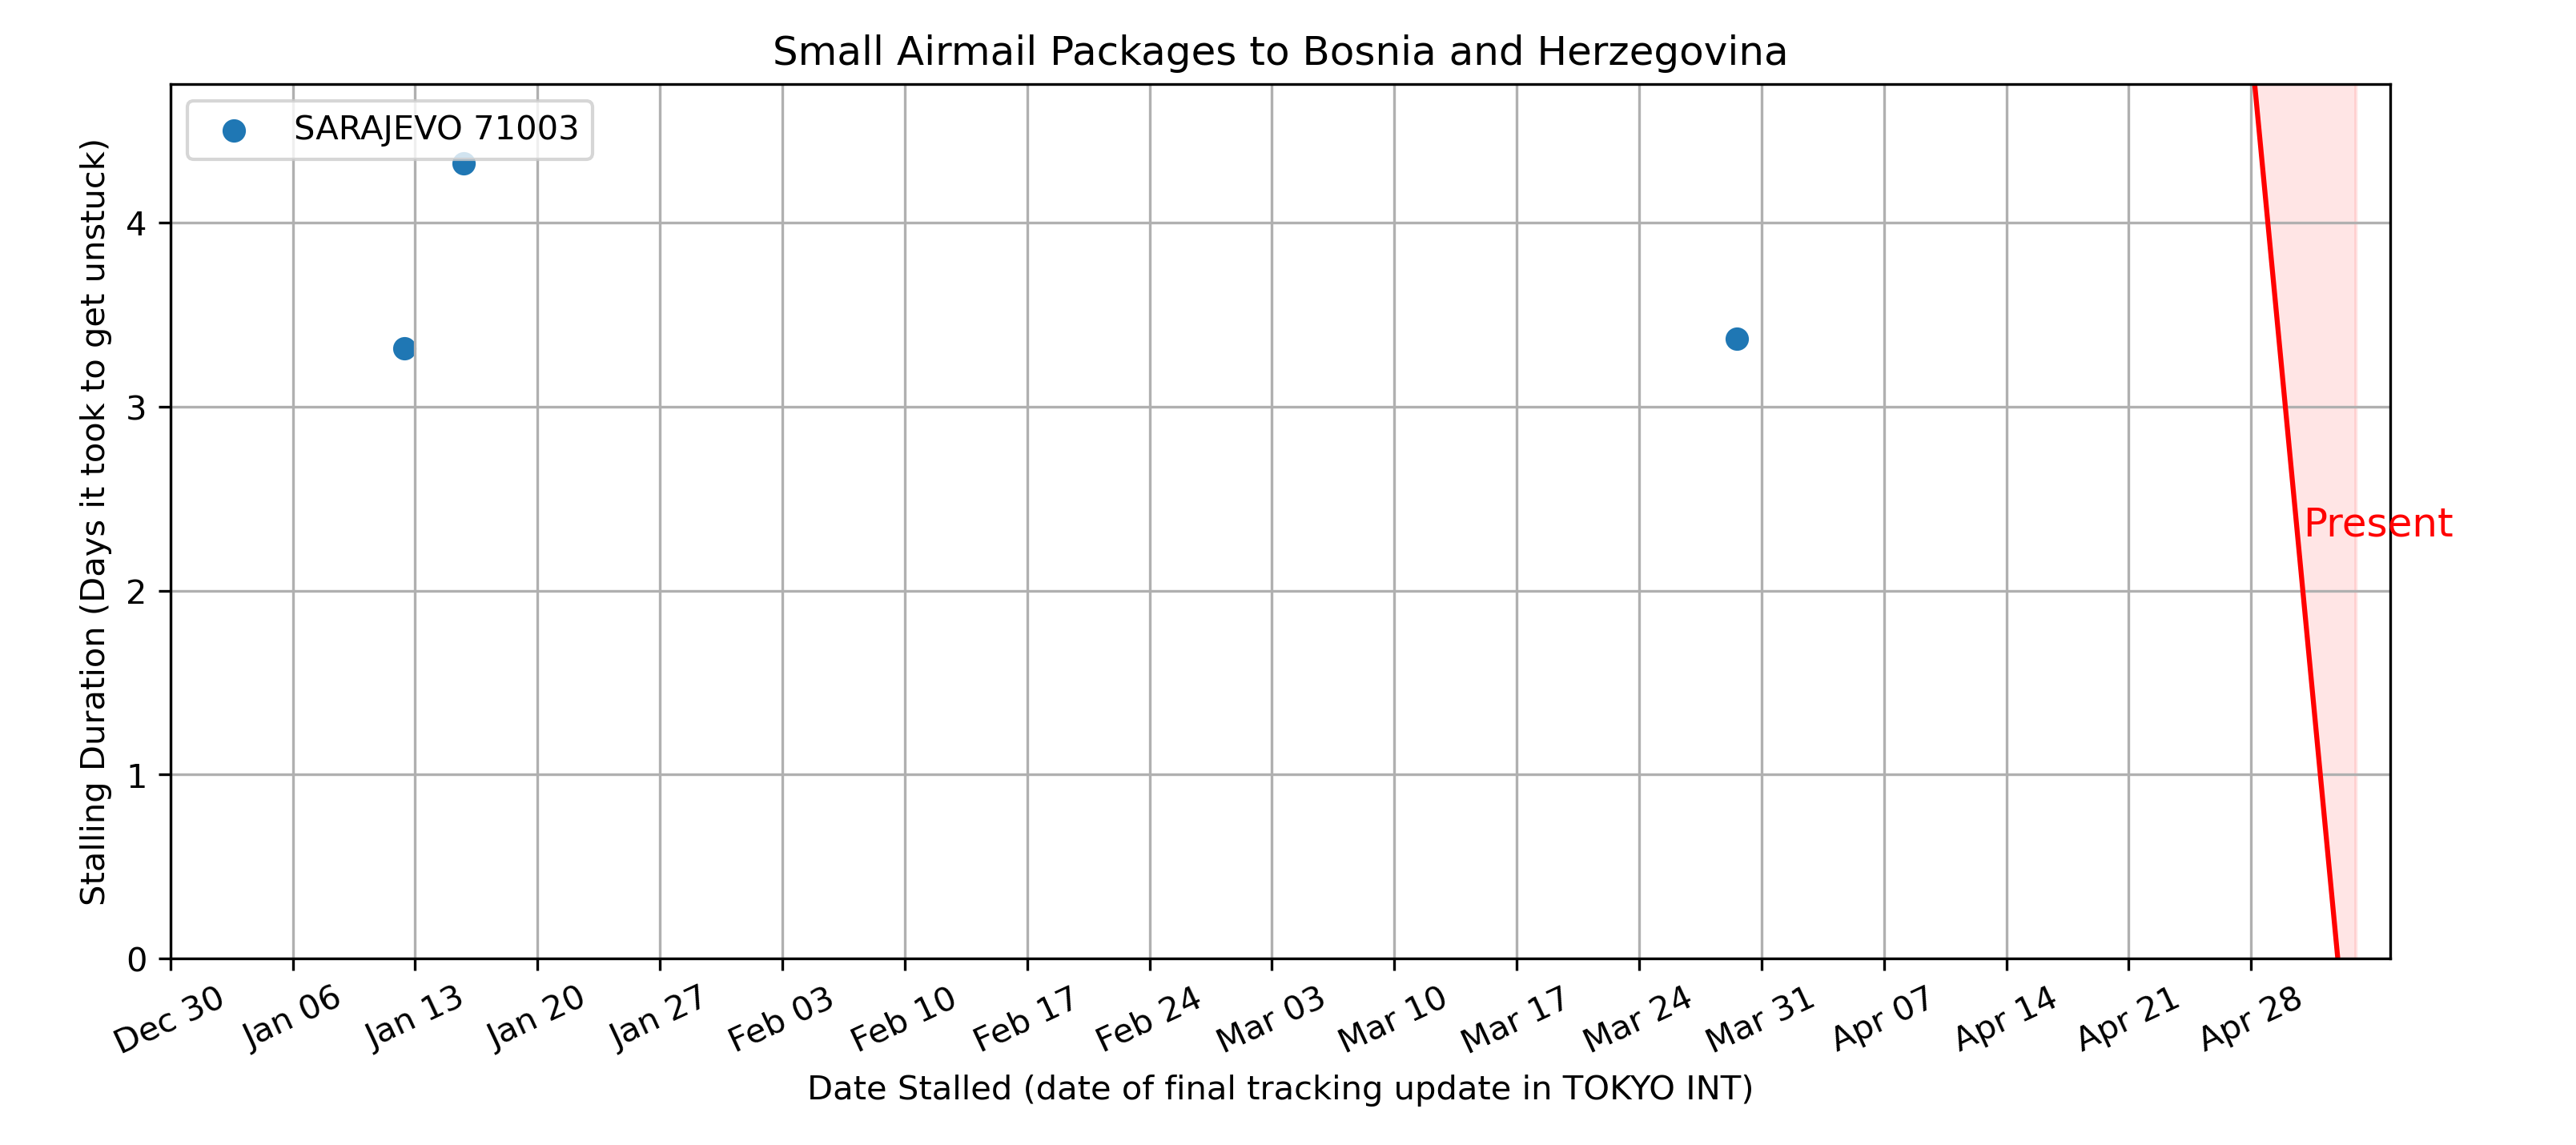 Small Airmail Packages to Bosnia and Herzegovina
SARAJEVO 71003
Stalling Duration (Days it took to get unstuck)
4
3
2
1
0
Present
Dec 30 Jan 06 Jan 13 Jan 20 Jan 27 Feb 03 Feb 10 Feb 17 Feb 24 Mar 03 Mar 10 Mar 17 Mar 24 Mar 31 Apr 07 Apr 14 Apr 21 Apr 28
Date Stalled (date of final tracking update in TOKYO INT)